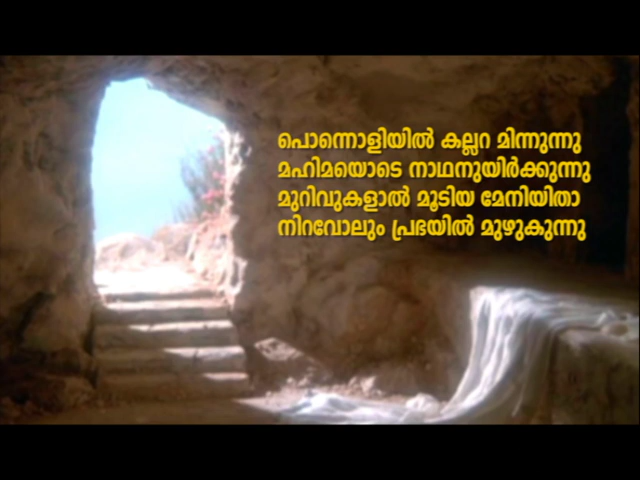 പൊന്നൊളിയിൽ കല്ലറ മിന്നുന്നു
മഹിമയൊടെ നാഥനുയിർക്കുന്നു
മുറിവുകളാൽ മൂടിയ മേനിയിതാ
നിറവോലും പ്രഭയിൽ മുഴുകുന്നു